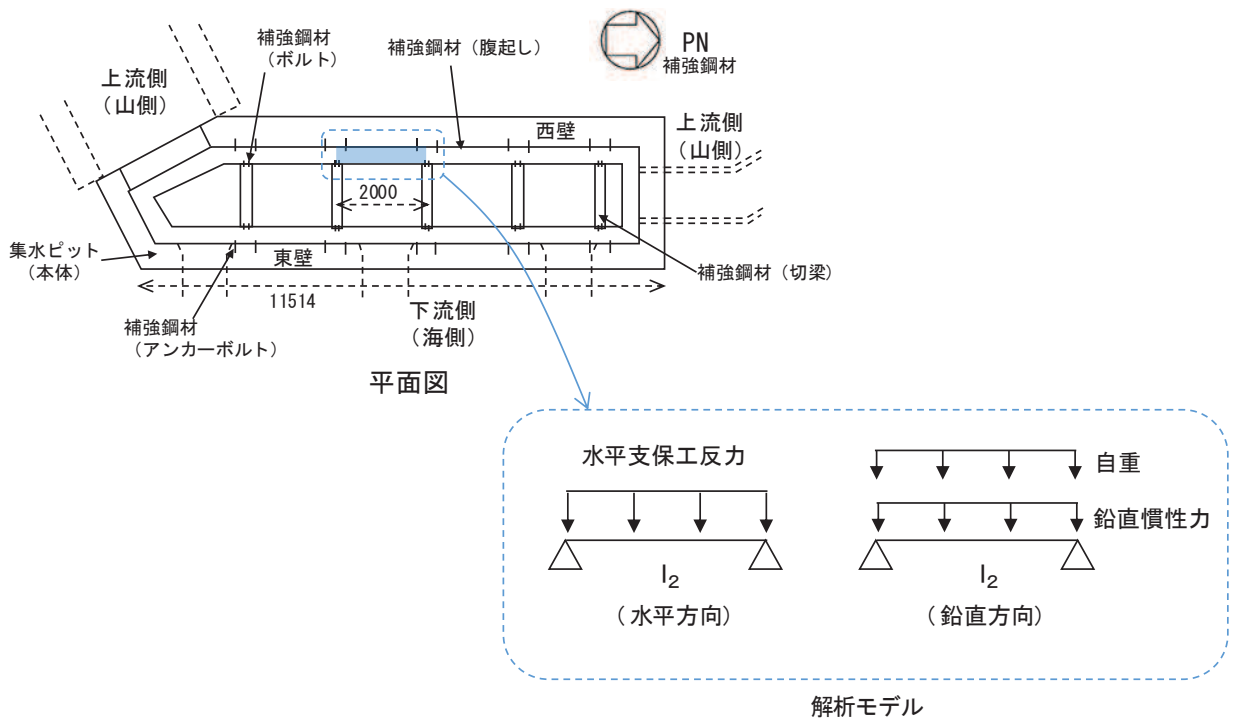 補強鋼材
（ボルト）
補強鋼材（腹起し）
PN
補強鋼材
上流側
（山側）
西壁
上流側
（山側）
2000
集水ピット
（本体）
東壁
補強鋼材（切梁）
11514
下流側
（海側）
補強鋼材
（アンカーボルト）
平面図
水平支保工反力
自重
鉛直慣性力
l2
（水平方向）
l2
（鉛直方向）
解析モデル